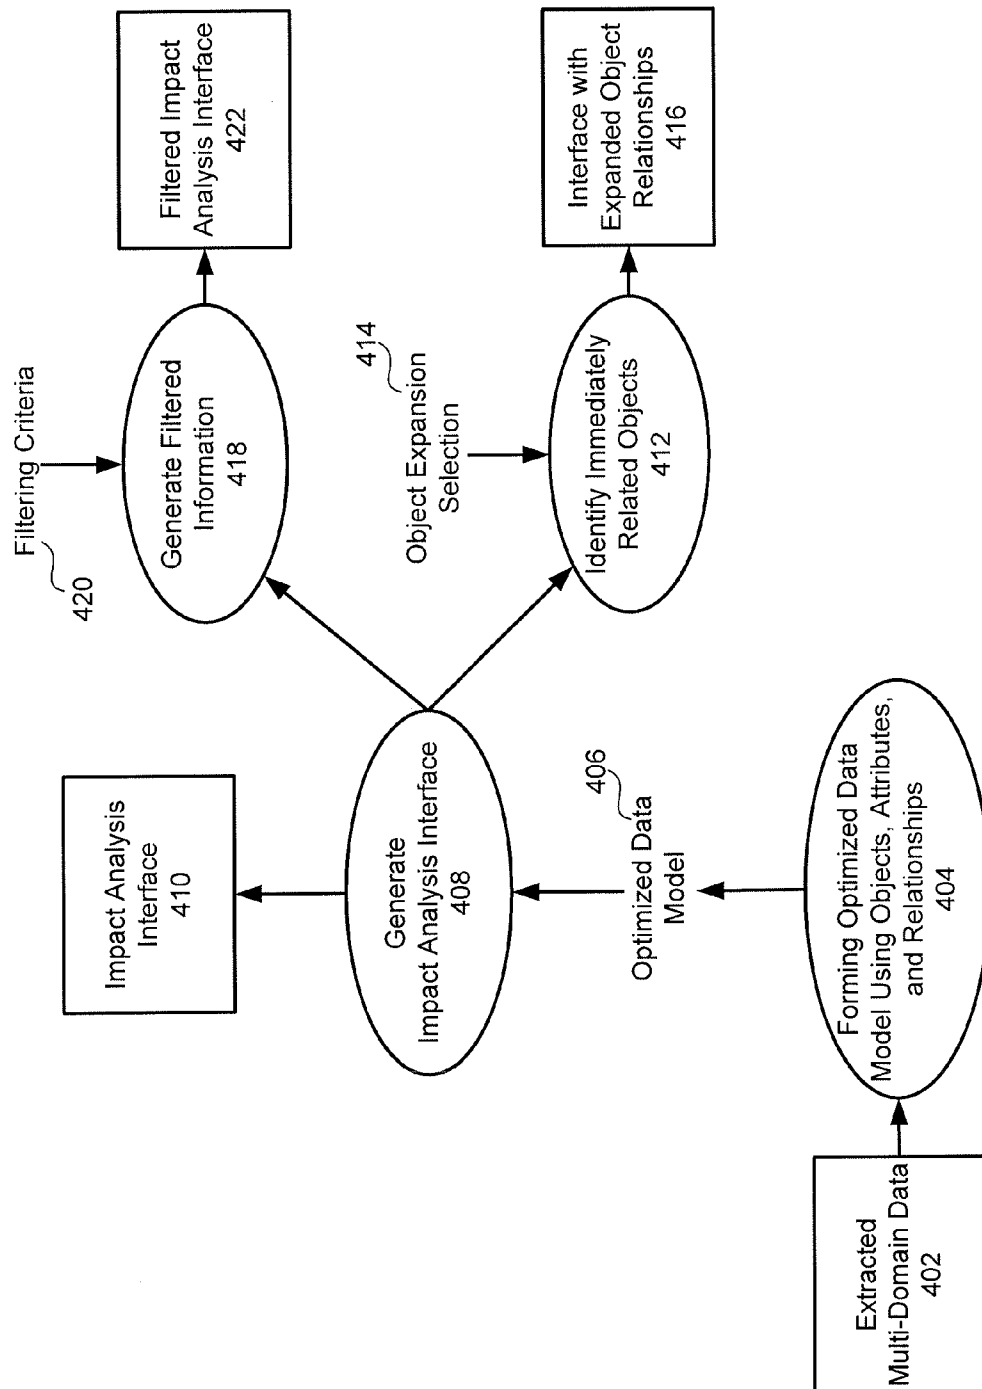 Extracted
Multi-Domain Data
402
Forming Optimized Data
Model Using Objects, Attributes,
and Relationships
404
Optimized Data
Model
406
Generate
Impact Analysis Interface
408
Impact Analysis
Interface
410
Filtering Criteria
420
Generate Filtered
Information
418
Filtered Impact
Analysis Interface
422
Object Expansion
Selection
414
Identify Immediately
Related Objects
412
Interface with
Expanded Object
Relationships
416